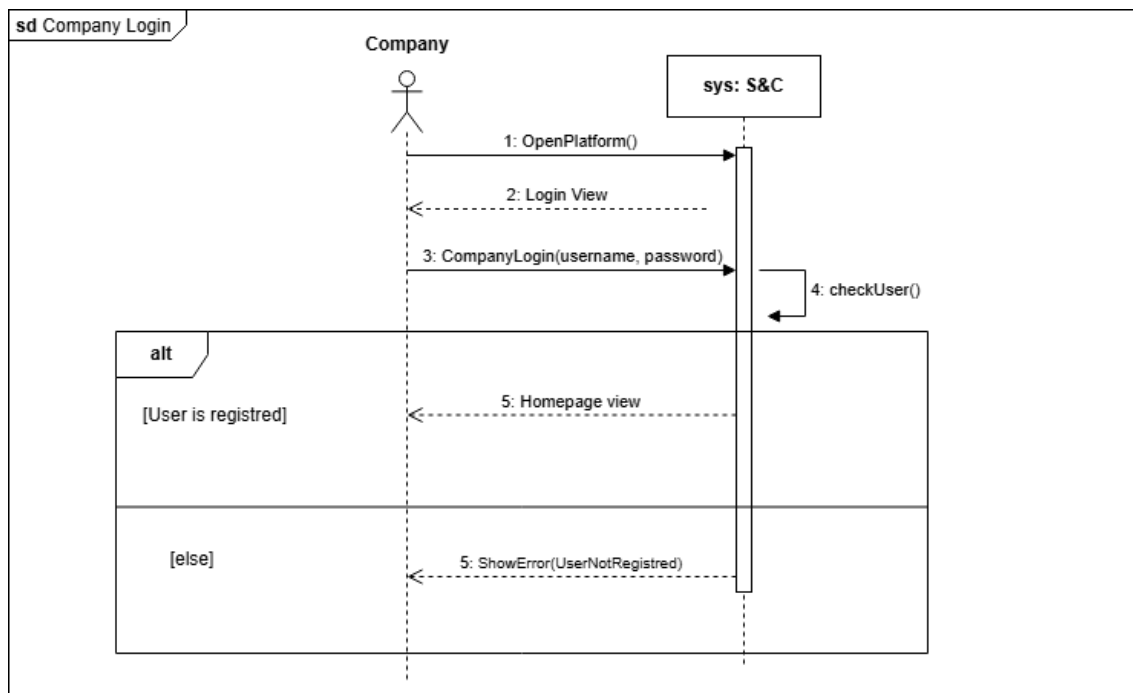 sd Company Login
Company
sys: S&C
1: OpenPlatform()
2: Login View
3: CompanyLogin(username, password)
4: checkUser()
alt
5: Homepage view
[User is registred]
[else]
5: ShowError(UserNotRegistred)